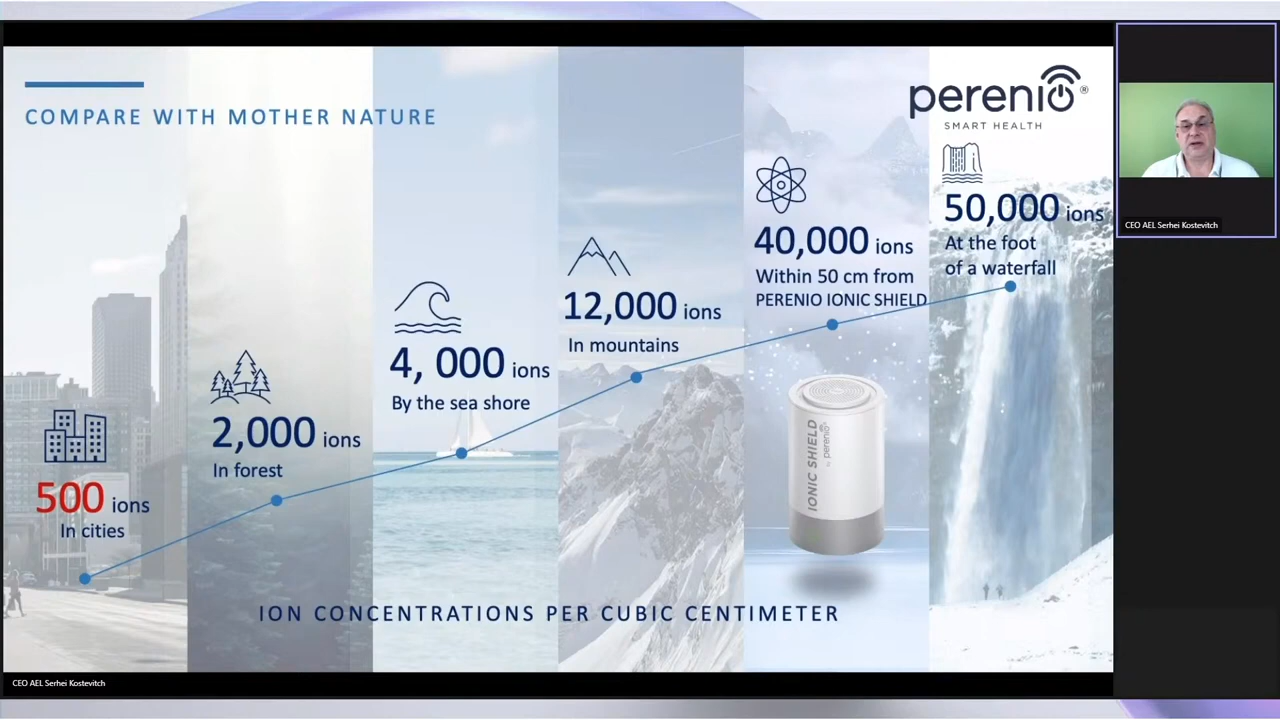 COMPARE WITH MOTHER NATURE
perenio®
SMART HEALTH
500 ions
In cities
2,000 ions
In forest
4, 000 ions
By the sea shore
12,000 ions
In mountains
40,000 ions
Within 50 cm from
PERENIO IONIC SHIELD
50,000 ions
At the foot
of a waterfall
IONIC SHIELD
by perenio
ION CONCENTRATIONS PER CUBIC CENTIMETER
CEO AEL Serhei Kostevitch
CEO AEL Serhei Kostevitch